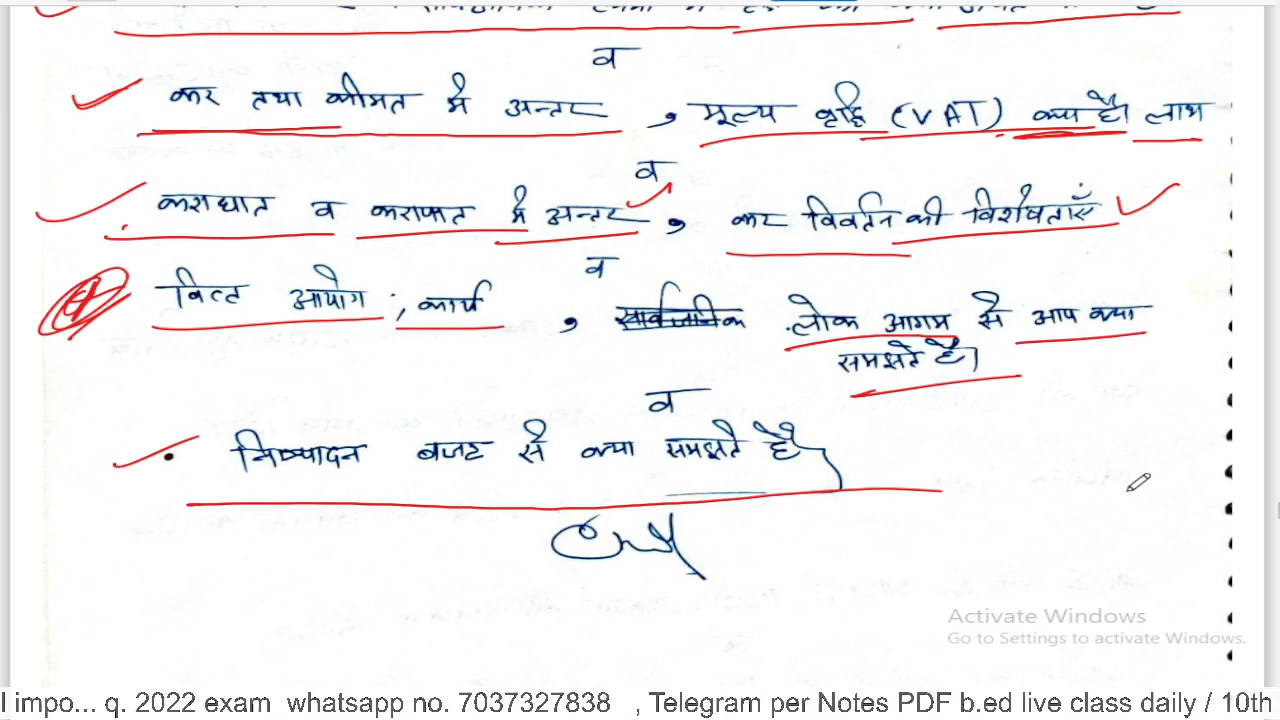 व
कर तथा कीमत में अन्तर , मूल्य वृद्धि (VAT) क्या है। लाभ
व
कराघात व करापात में अन्तर , कर विवर्तन की विशेषताएँ
व
वित्त आयोग , कार्य , सार्वजनिक लोक आगम से आप क्या
समझते है।
व
• निष्पादन बजट से क्या समझते है?
Activate Windows
Go to Settings to activate Windows.
l impo... q. 2022 exam whatsapp no. 7037327838 , Telegram per Notes PDF b.ed live class daily / 10th